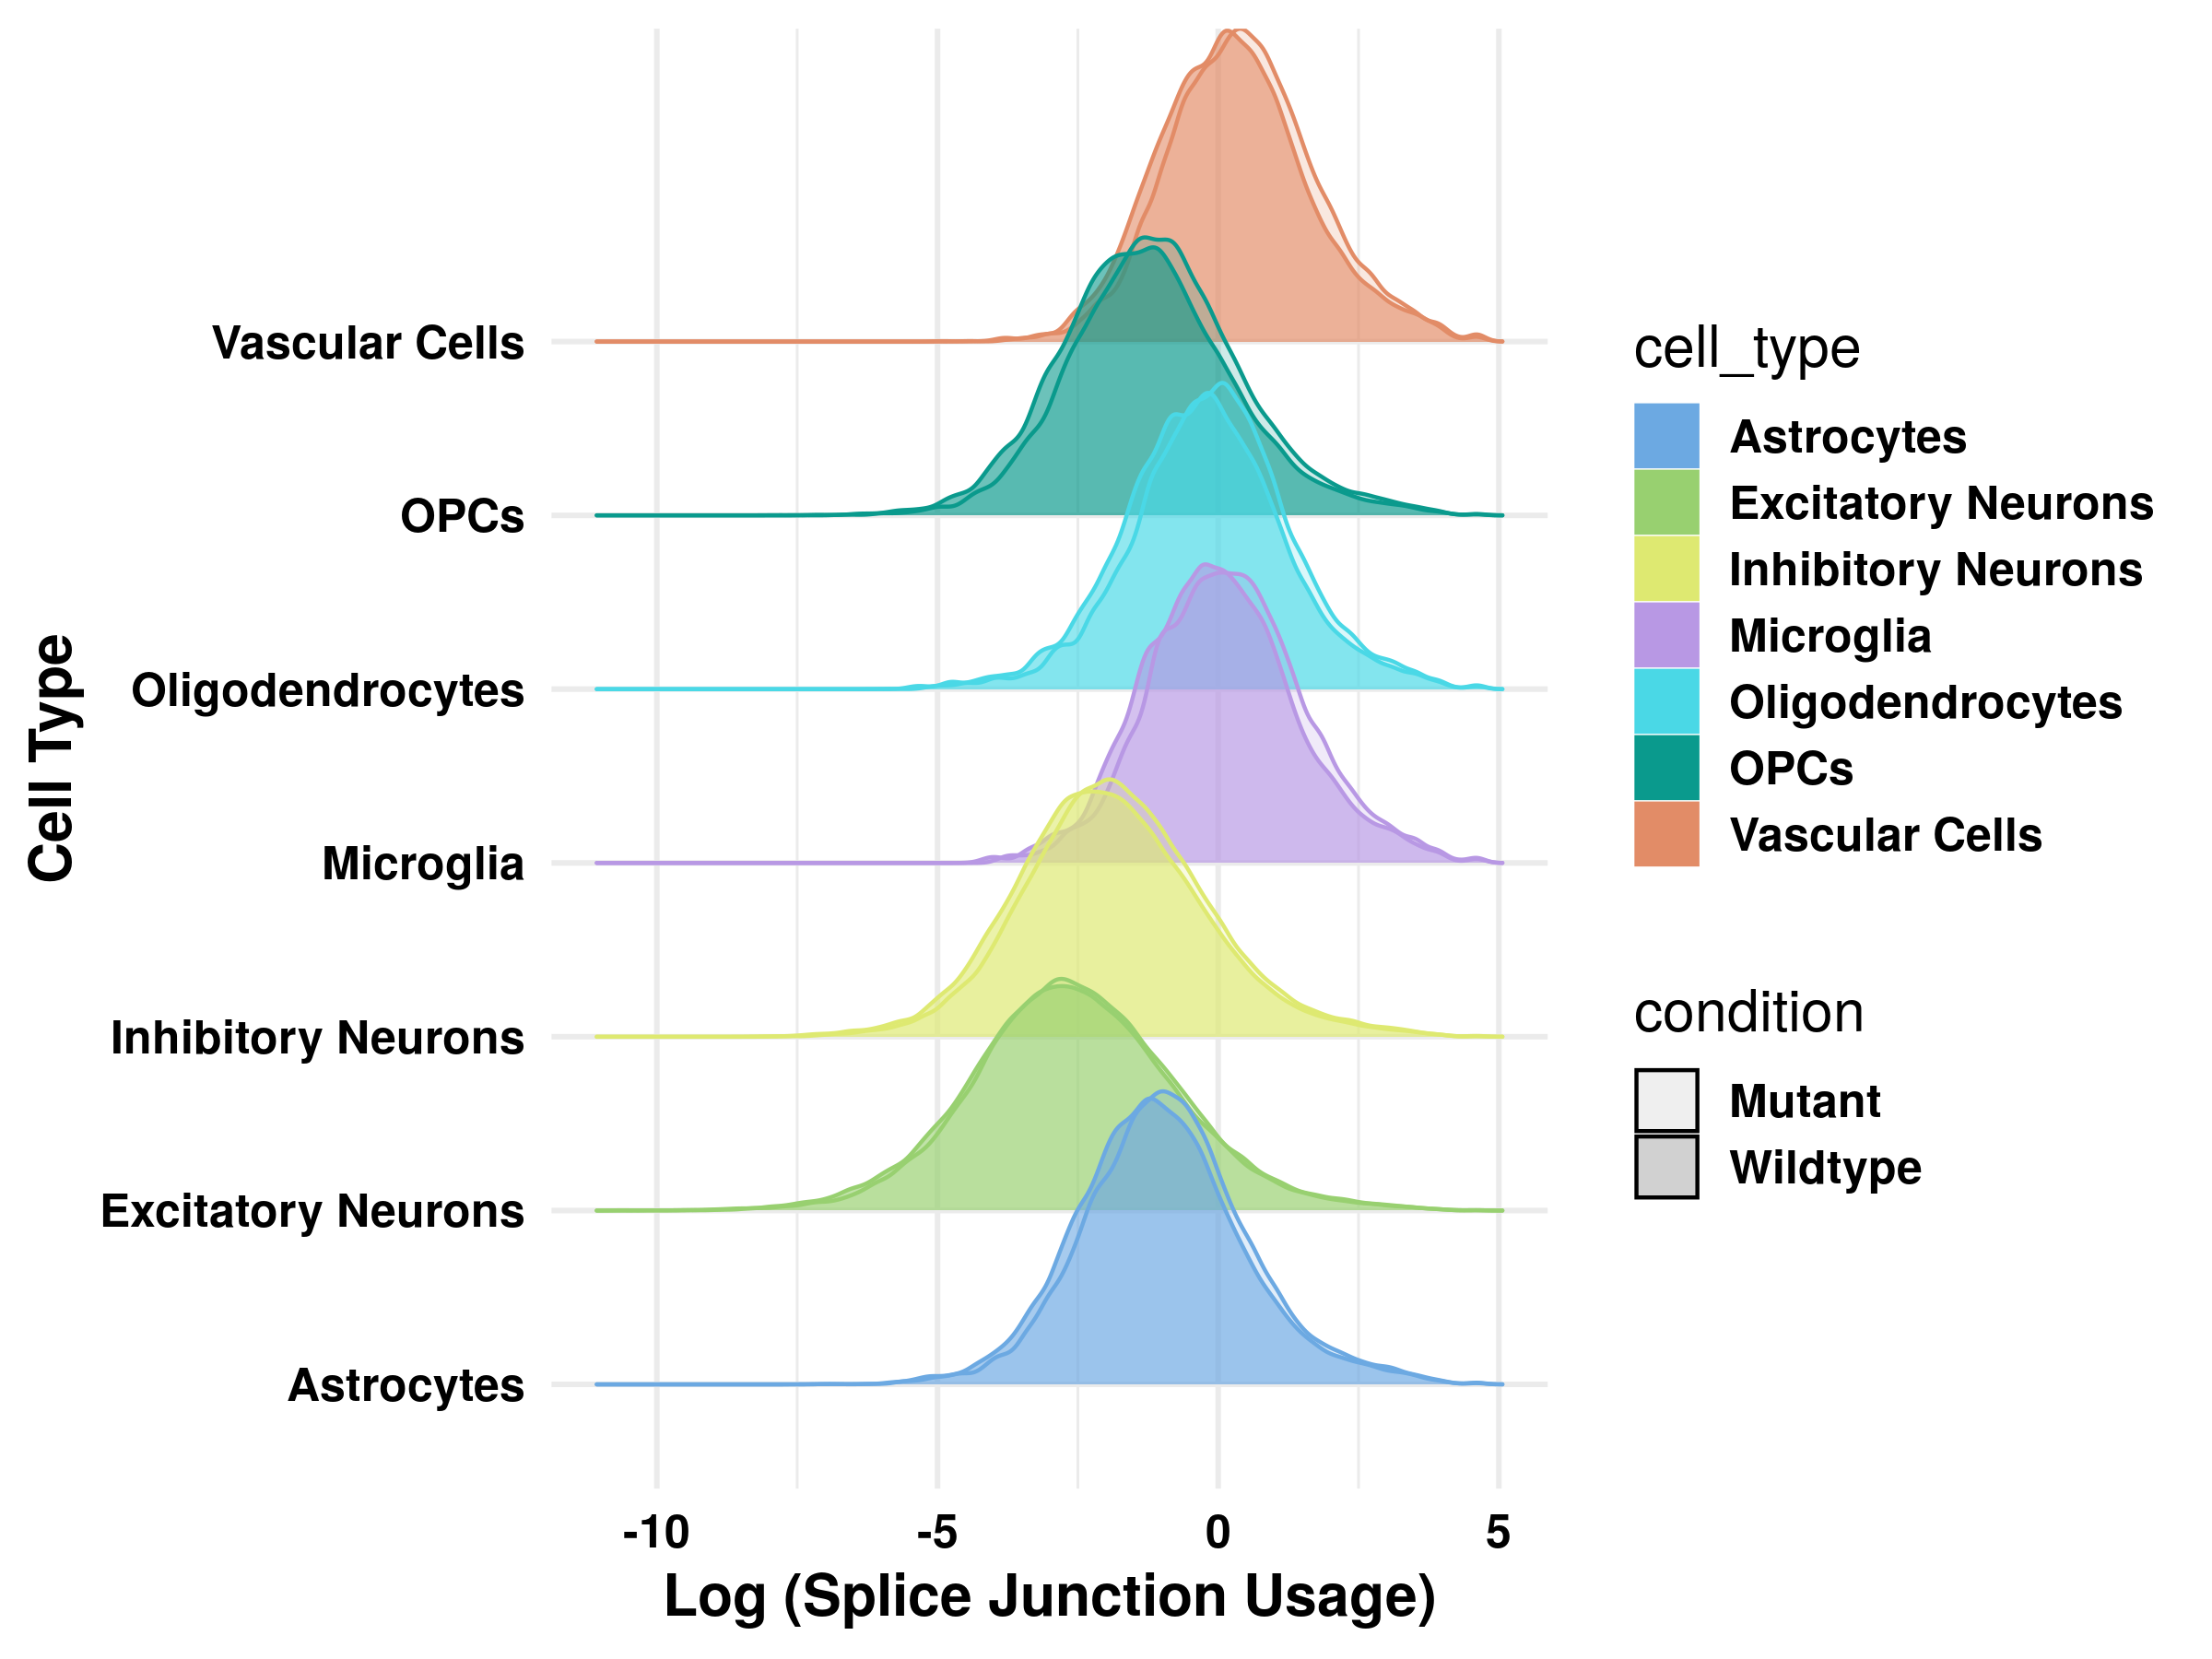 Cell Type
Vascular Cells
OPCs
Oligodendrocytes
Microglia
Inhibitory Neurons
Excitatory Neurons
Astrocytes
-10
-5
0
5
Log (Splice Junction Usage)
cell_type
Astrocytes
Excitatory Neurons
Inhibitory Neurons
Microglia
Oligodendrocytes
OPCs
Vascular Cells
condition
Mutant
Wildtype